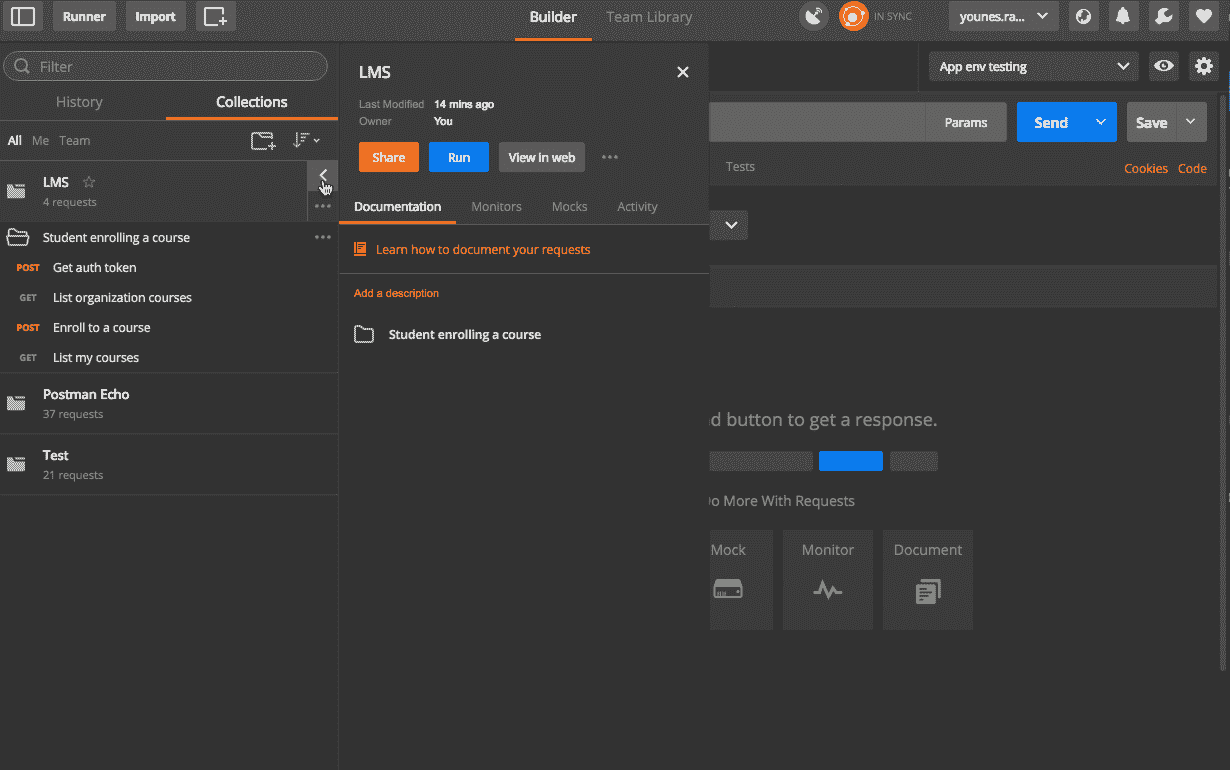 Runner
Import
Builder
Team Library
IN SYNC
younes.ra...
Filter
History
Collections
All Me Team
LMS
4 requests
Student enrolling a course
POST Get auth token
GET List organization courses
POST Enroll to a course
GET List my courses
Postman Echo
37 requests
Test
21 requests
LMS
Last Modified 14 mins ago
Owner You
Share
Run
View in web
Documentation
Monitors
Mocks
Activity
Learn how to document your requests
Add a description
Student enrolling a course
App env testing
Params
Send
Save
Tests
Cookies Code
d button to get a response.
Do More With Requests
Mock
Monitor
Document